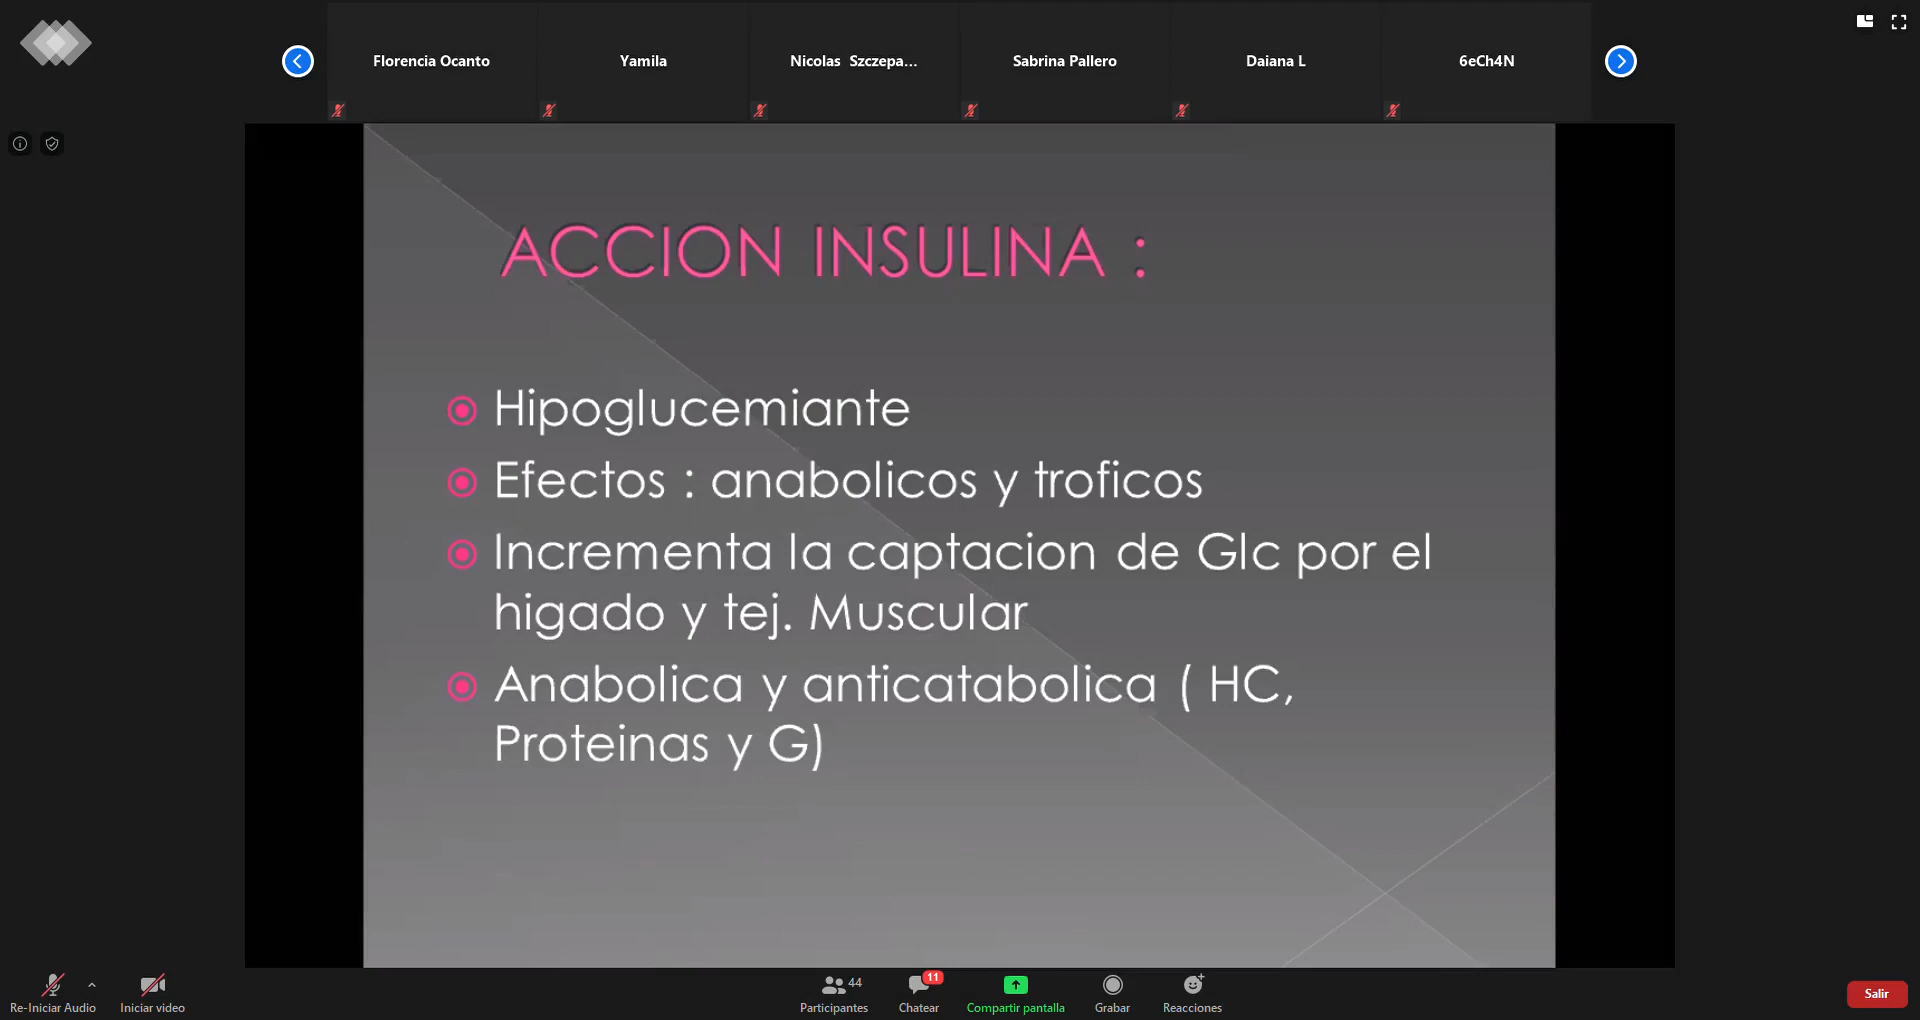 Florencia Ocanto
Yamila
Nicolas Szczepa...
Sabrina Pallero
Daiana L
6eCh4N
ACCION INSULINA :
Hipoglucemiante
Efectos : anabolicos y troficos
Incrementa la captacion de Glc por el
higado y tej. Muscular
Anabolica y anticatabolica ( HC,
Proteinas y G)
Re-Iniciar Audio
Iniciar video
44
Participantes
11
Chatear
Compartir pantalla
Grabar
Reacciones
Salir